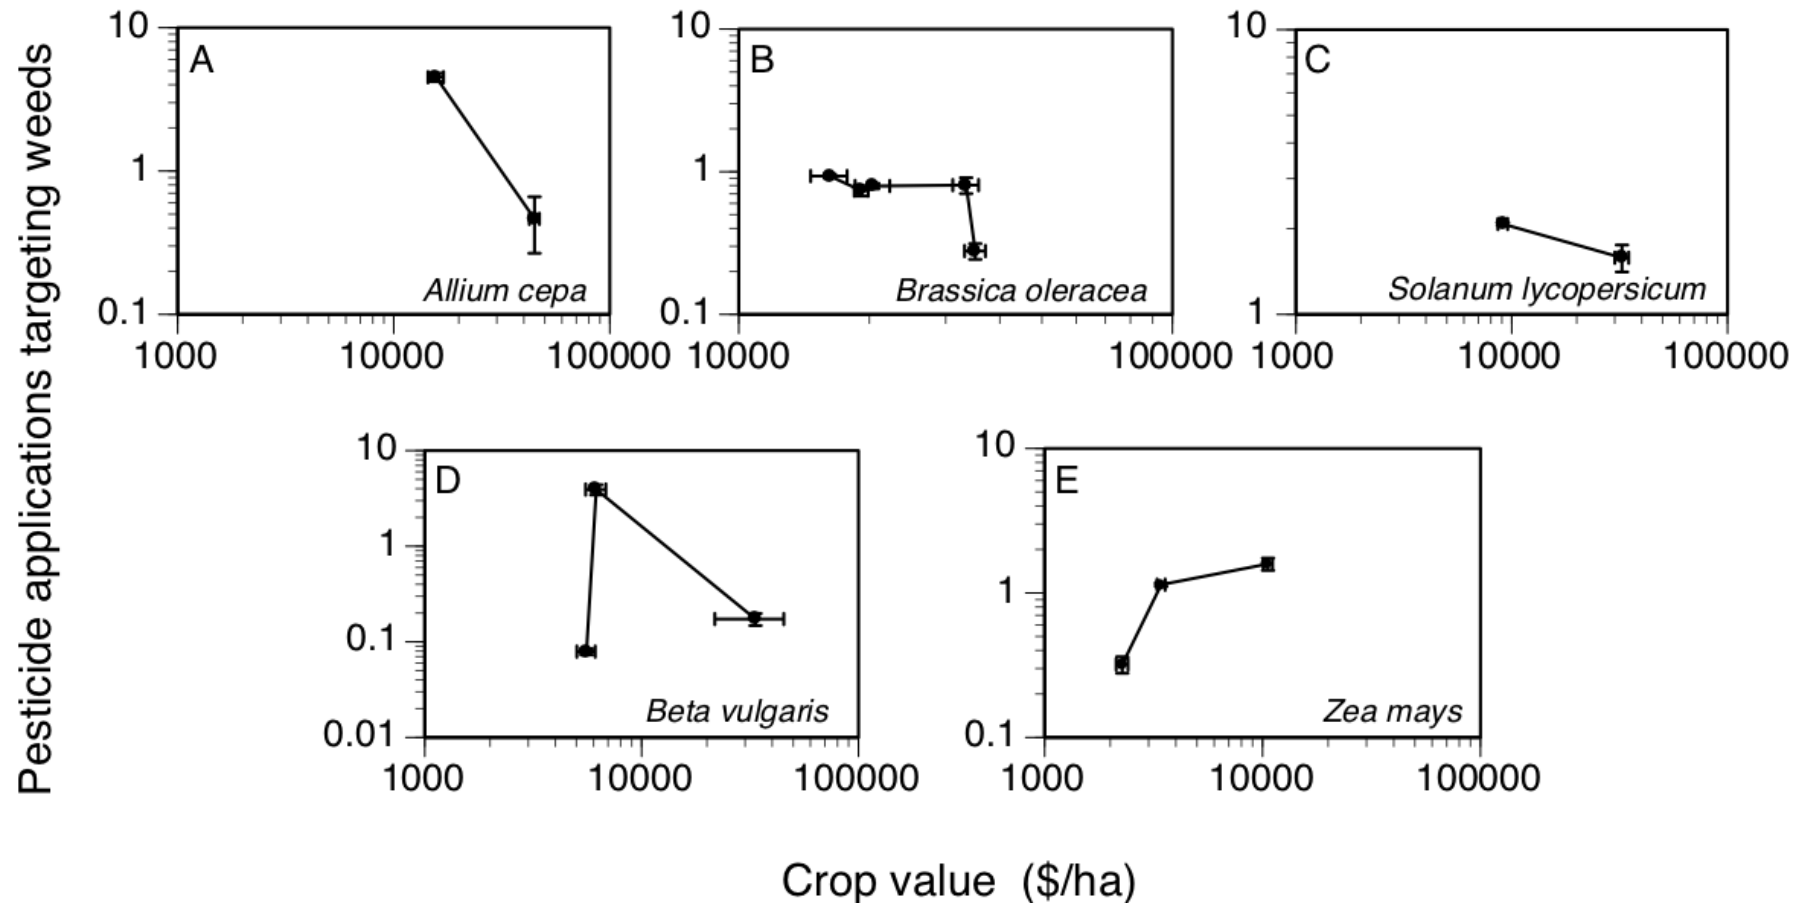 Pesticide applications targeting weeds
10
1
0.1
A
Allium cepa
1000 10000 100000
10
1
0.1
B
Brassica oleracea
10000 100000
10
1
C
Solanum lycopersicum
1000 10000 100000
10
1
0.1
0.01
D
Beta vulgaris
1000 10000 100000
10
1
0.1
E
Zea mays
1000 10000 100000
Crop value ($/ha)